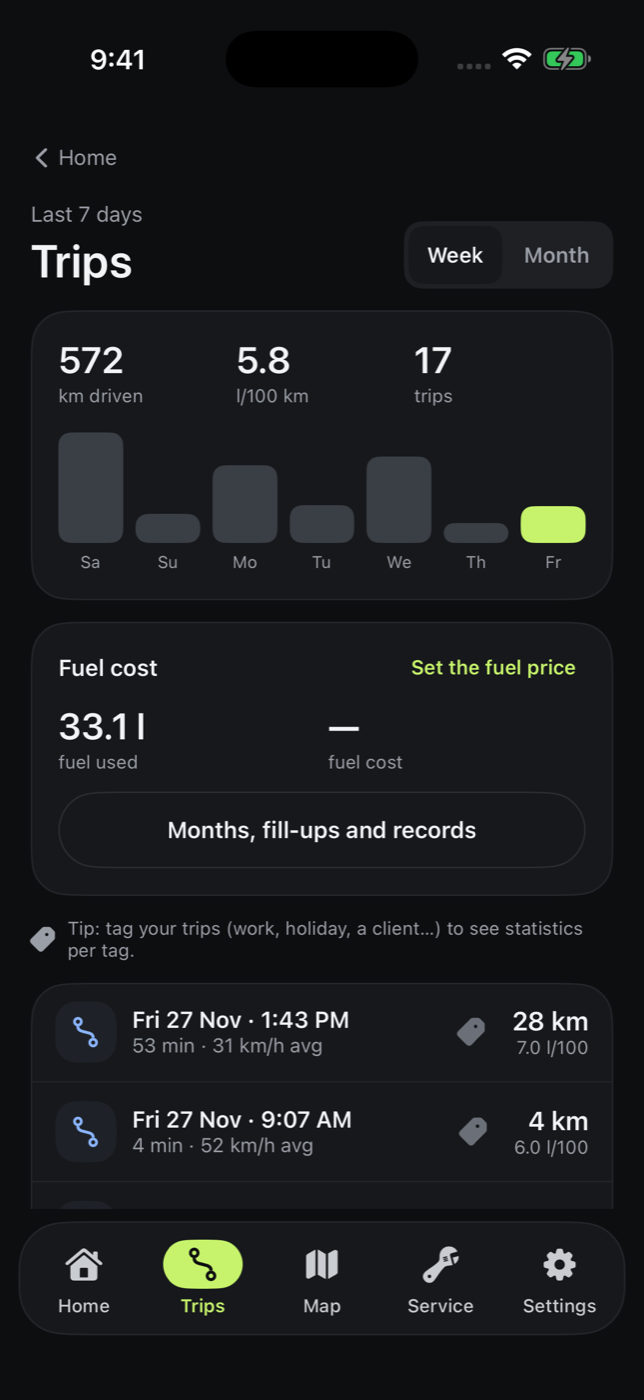 9:41
Home
Last 7 days
Trips
Week
Month
572
5.8
17
km driven
l/100 km
trips
Sa
Su
Mo
Tu
We
Th
Fr
Fuel cost
Set the fuel price
33.1 l
—
fuel used
fuel cost
Months, fill-ups and records
Tip: tag your trips (work, holiday, a client...) to see statistics
per tag.
Fri 27 Nov · 1:43 PM
28 km
53 min · 31 km/h avg
7.0 l/100
Fri 27 Nov · 9:07 AM
4 km
4 min · 52 km/h avg
6.0 l/100
Home
Trips
Map
Service
Settings